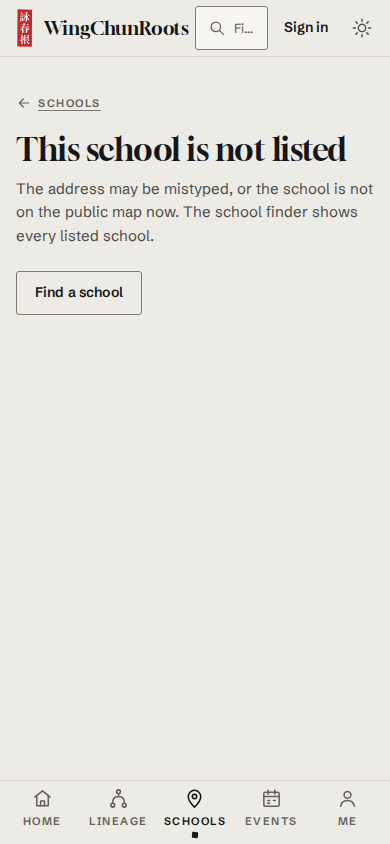 詠春根
WingChunRoots
Fi...
Sign in
SCHOOLS
This school is not listed
The address may be mistyped, or the school is not
on the public map now. The school finder shows
every listed school.
Find a school
HOME
LINEAGE
SCHOOLS
EVENTS
ME